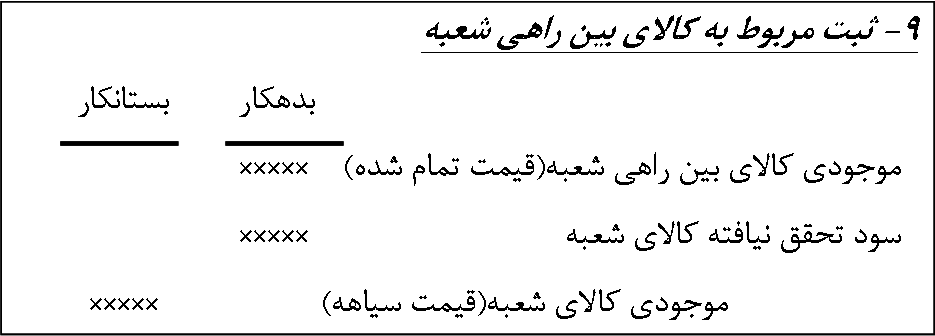 ۹- ثبت مربوط به کالای بین راهی شعبه
بدهکار بستانکار
موجودی کالای بین راهی شعبه(قیمت تمام شده) ×××××
سود تحقق نیافته کالای شعبه ×××××
موجودی کالای شعبه(قیمت سیاهه) ×××××